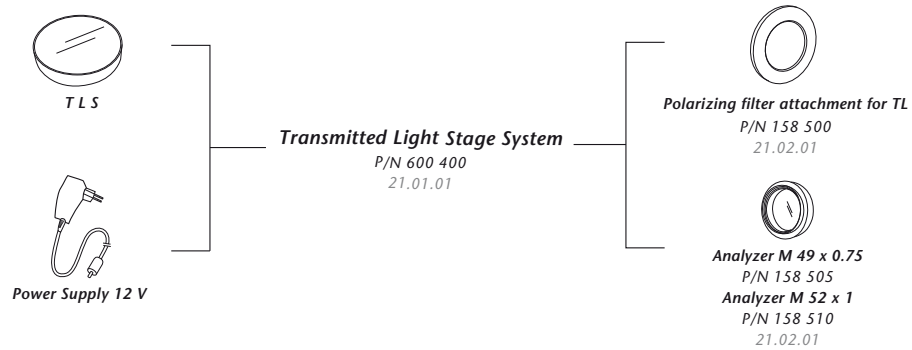 T L S
Power Supply 12 V
Transmitted Light Stage System
P/N 600 400
21.01.01
Polarizing filter attachment for TL
P/N 158 500
21.02.01
Analyzer M 49 x 0.75
P/N 158 505
Analyzer M 52 x 1
P/N 158 510
21.02.01